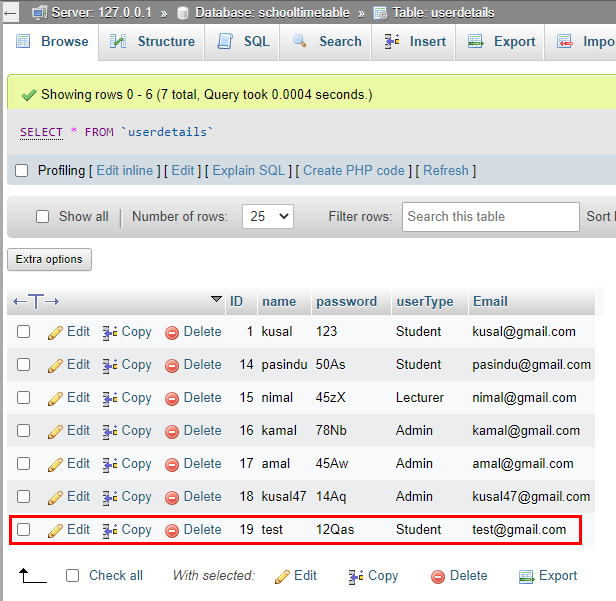 Server: 127.0.0.1 » Database: schooltimetable » Table: userdetails
Browse Structure SQL Search Insert Export Impo
Showing rows 0 - 6 (7 total, Query took 0.0004 seconds.)
SELECT * FROM `userdetails`
Profiling [ Edit inline ] [ Edit ] [ Explain SQL ] [ Create PHP code ] [ Refresh ]
Show all Number of rows: 25 Filter rows: Search this table Sort
Extra options
ID name password userType Email
Edit Copy Delete 1 kusal 123 Student kusal@gmail.com
Edit Copy Delete 14 pasindu 50As Student pasindu@gmail.com
Edit Copy Delete 15 nimal 45zX Lecturer nimal@gmail.com
Edit Copy Delete 16 kamal 78Nb Admin kamal@gmail.com
Edit Copy Delete 17 amal 45Aw Admin amal@gmail.com
Edit Copy Delete 18 kusal47 14Aq Admin kusal47@gmail.com
Edit Copy Delete 19 test 12Qas Student test@gmail.com
Check all With selected: Edit Copy Delete Export